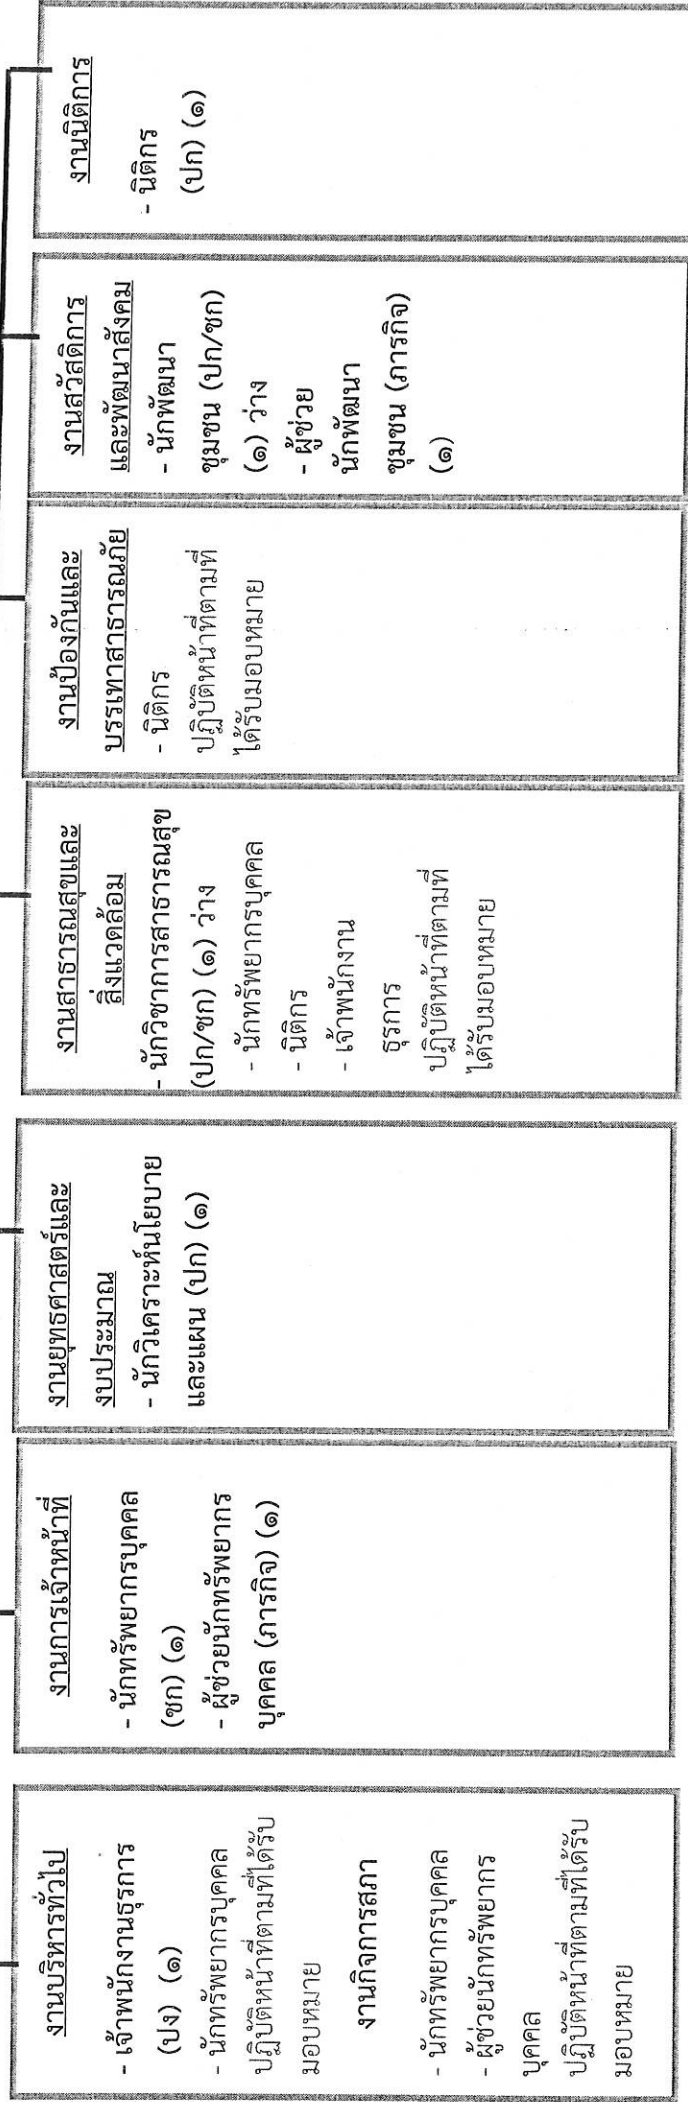 งานบริหารทั่วไป
- เจ้าพนักงานธุรการ
(ปง) (๑)
- นักทรัพยากรบุคคล
ปฏิบัติหน้าที่ตามที่ได้รับ
มอบหมาย
งานกิจการสภา
- นักทรัพยากรบุคคล
- ผู้ช่วยนักทรัพยากร
บุคคล
ปฏิบัติหน้าที่ตามที่ได้รับ
มอบหมาย
งานการเจ้าหน้าที่
- นักทรัพยากรบุคคล
(ชก) (๑)
- ผู้ช่วยนักทรัพยากร
บุคคล (ภารกิจ) (๑)
งานยุทธศาสตร์และ
งบประมาณ
- นักวิเคราะห์นโยบาย
และแผน (ปก) (๑)
งานสาธารณสุขและ
สิ่งแวดล้อม
- นักวิชาการสาธารณสุข
(ปก/ชก) (๑) ว่าง
- นักทรัพยากรบุคคล
- นิติกร
- เจ้าพนักงาน
ธุรการ
ปฏิบัติหน้าที่ตามที่
ได้รับมอบหมาย
งานป้องกันและ
บรรเทาสาธารณภัย
- นิติกร
ปฏิบัติหน้าที่ตามที่
ได้รับมอบหมาย
งานสวัสดิการ
และพัฒนาสังคม
- นักพัฒนา
ชุมชน (ปก/ชก)
(๑) ว่าง
- ผู้ช่วย
นักพัฒนา
ชุมชน (ภารกิจ)
(๑)
งานนิติการ
- นิติกร
(ปก) (๑)